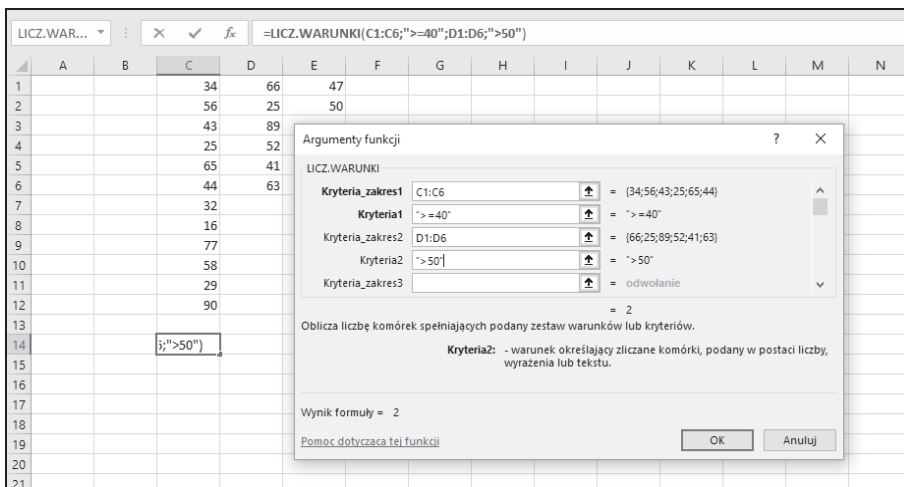 LICZ.WAR... =LICZ.WARUNKI(C1:C6;">=40";D1:D6;">50")
A B C D E F G H I J K L M N
1 34 66 47
2 56 25 50
3 43 89
4 25 52
5 65 41
6 44 63
7 32
8 16
9 77
10 58
11 29
12 90
13
14 5;">50")
15
16
17
18
19
20
21
Argumenty funkcji ? ×
LICZ.WARUNKI
Kryteria_zakres1 C1:C6 = {34;56;43;25;65;44}
Kryteria1 ">=40" = ">=40"
Kryteria_zakres2 D1:D6 = {66;25;89;52;41;63}
Kryteria2 ">50" = ">50"
Kryteria_zakres3 = odwołanie
= 2
Oblicza liczbę komórek spełniających podany zestaw warunków lub kryteriów.
Kryteria2: - warunek określający zliczane komórki, podany w postaci liczby,
wyrażenia lub tekstu.
Wynik formuły = 2
Pomoc dotycząca tej funkcji OK Anuluj